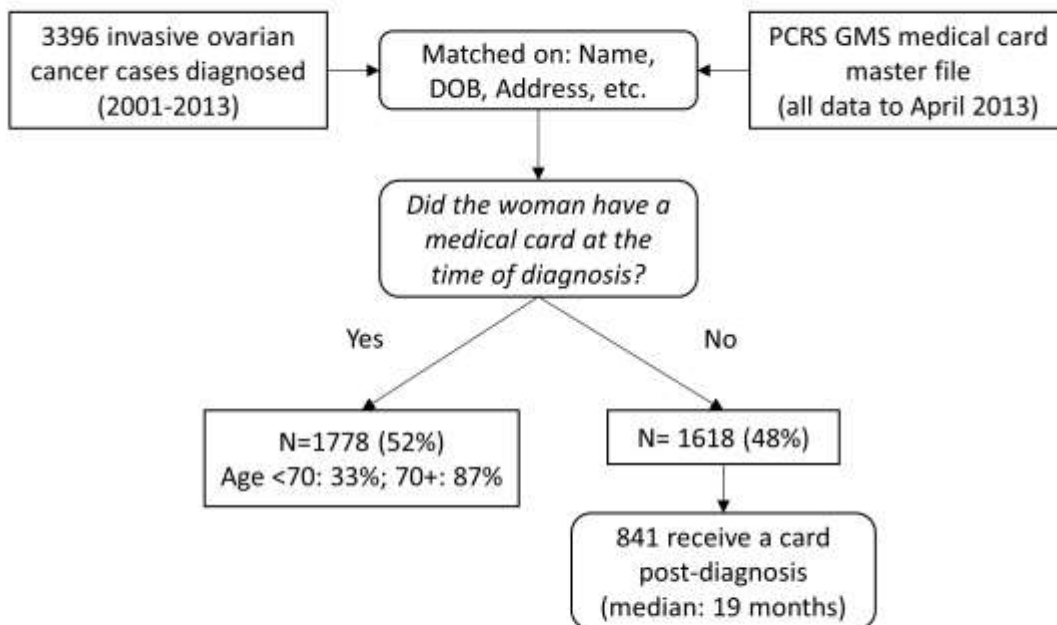 3396 invasive ovarian
cancer cases diagnosed
(2001-2013)
Matched on: Name,
DOB, Address, etc.
PCRS GMS medical card
master file
(all data to April 2013)
Did the woman have a
medical card at the
time of diagnosis?
Yes
No
N=1778 (52%)
Age <70: 33%; 70+: 87%
N= 1618 (48%)
841 receive a card
post-diagnosis
(median: 19 months)